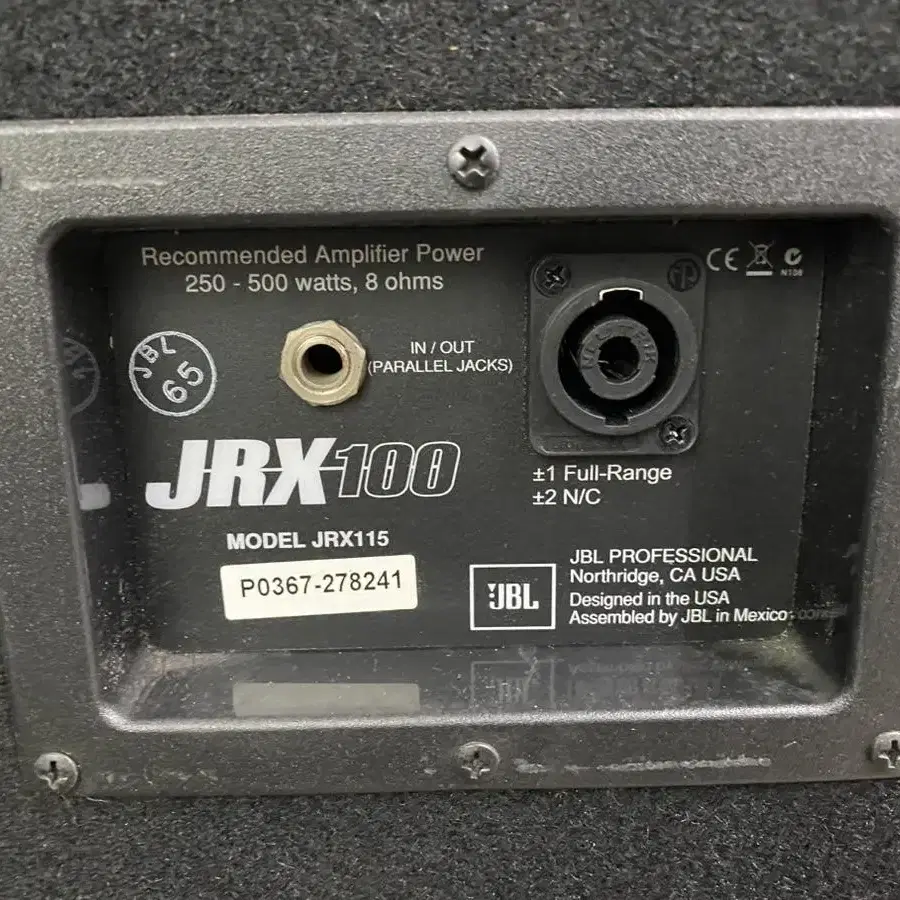 Recommended Amplifier Power
250 - 500 watts, 8 ohms
N108
JBL
65
IN / OUT
(PARALLEL JACKS)
JRX100
±1 Full-Range
±2 N/C
MODEL JRX115
P0367-278241
JBL
JBL PROFESSIONAL
Northridge, CA USA
Designed in the USA
Assembled by JBL in Mexico